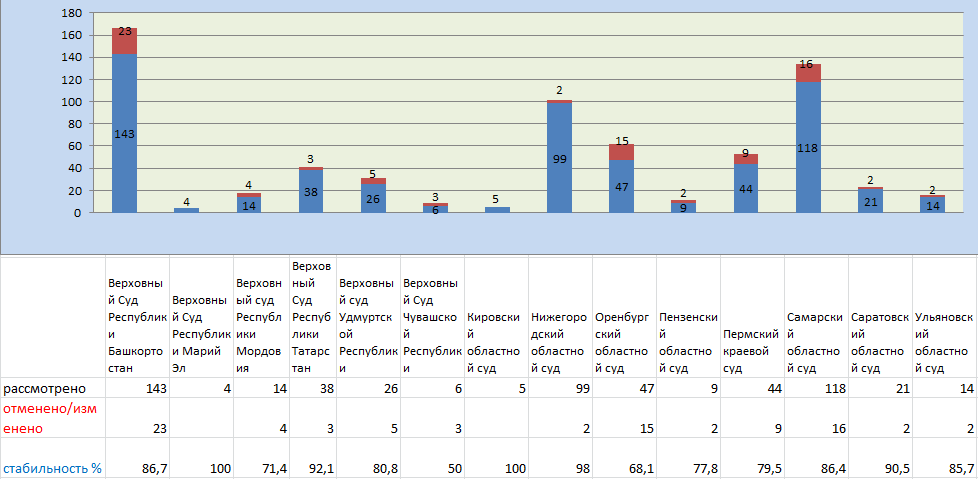 180
160
140
120
100
80
60
40
20
0
23
143
4
4
14
3
38
5
26
3
6
5
2
99
15
47
2
9
9
44
16
118
2
21
2
14
Верховны
й Суд
Республик
и
Башкорто
стан
Верховны
й Суд
Республик
и Марий
Эл
Верховн
ый суд
Республ
ики
Мордов
ия
Верхов
ный
Суд
Респуб
лики
Татарс
тан
Верховны
й суд
Удмуртск
ой
Республик
и
Верховны
й Суд
Чувашско
й
Республик
и
Кировски
й
областно
й суд
Нижегоро
дский
областно
й суд
Оренбург
ский
областно
й суд
Пензенски
й
областно
й суд
Пермский
краевой
суд
Самарски
й
областно
й суд
Саратовск
ий
областно
й суд
Ульяновск
ий
областно
й суд
рассмотрено 143 4 14 38 26 6 5 99 47 9 44 118 21 14
отменено/изм
енено 23 4 3 5 3 2 15 2 9 16 2 2
стабильность % 86,7 100 71,4 92,1 80,8 50 100 98 68,1 77,8 79,5 86,4 90,5 85,7